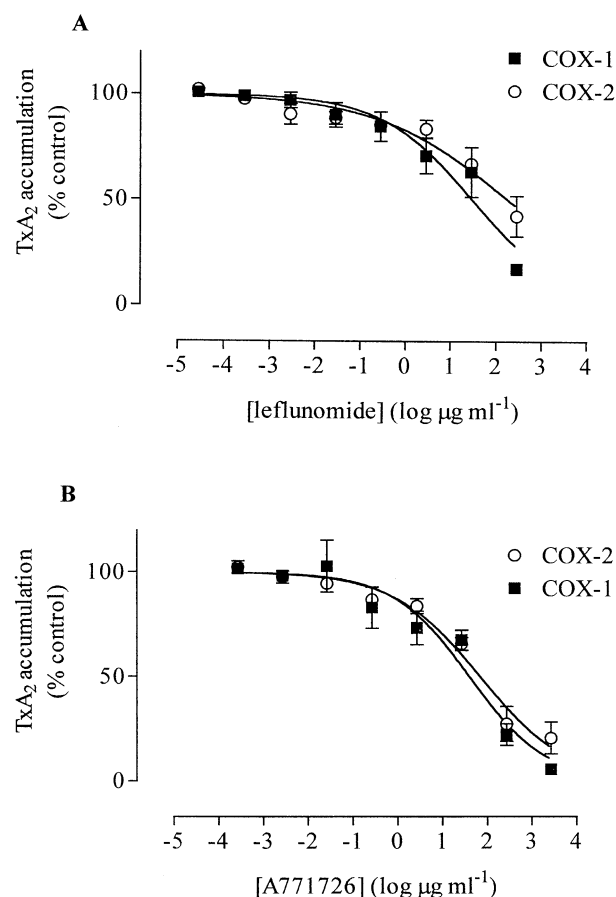 A
■ COX-1
○ COX-2
TxA₂ accumulation
(% control)
100
50
0
-5 -4 -3 -2 -1 0 1 2 3 4
[leflunomide] (log µg ml⁻¹)
B
○ COX-2
■ COX-1
TxA₂ accumulation
(% control)
100
50
0
-5 -4 -3 -2 -1 0 1 2 3 4
[A771726] (log µg ml⁻¹)